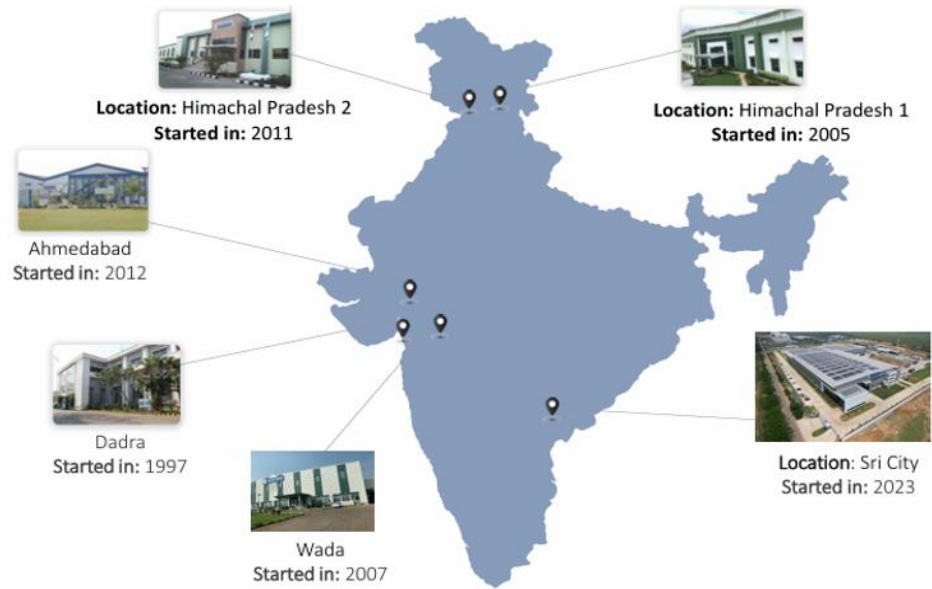 Location: Himachal Pradesh 2
Started in: 2011
Location: Himachal Pradesh 1
Started in: 2005
Ahmedabad
Started in: 2012
Dadra
Started in: 1997
Wada
Started in: 2007
Location: Sri City
Started in: 2023